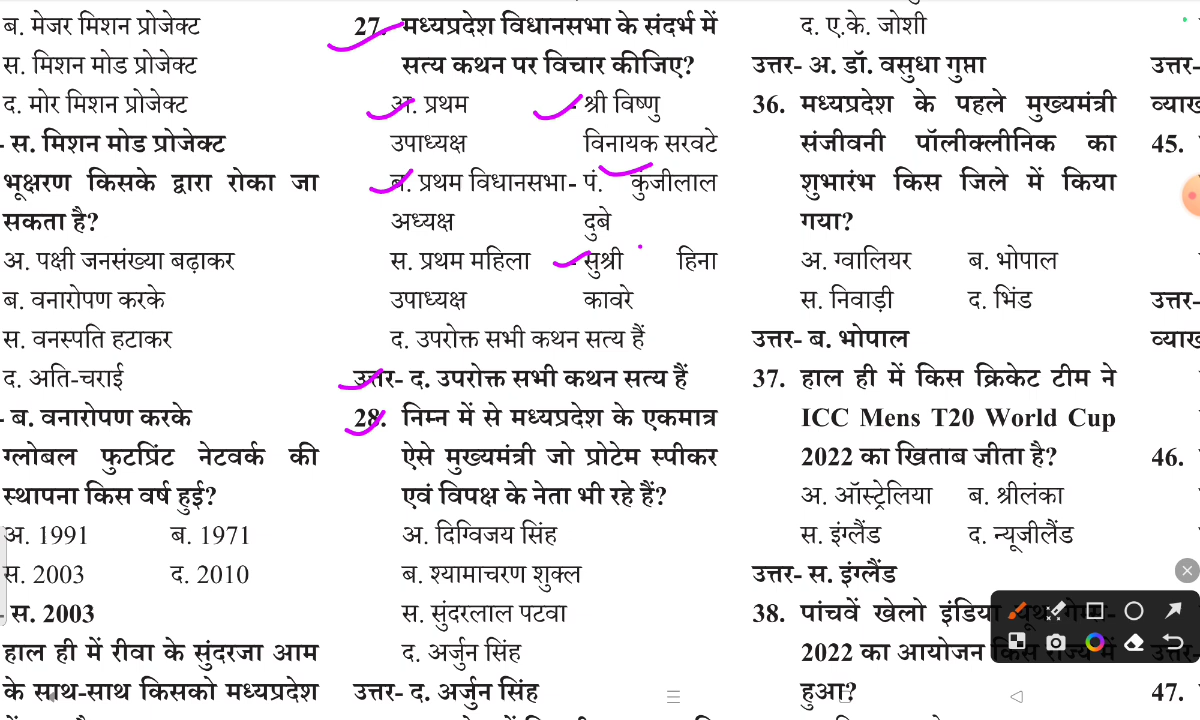 ब. मेजर मिशन प्रोजेक्ट
स. मिशन मोड प्रोजेक्ट
द. मोर मिशन प्रोजेक्ट
- स. मिशन मोड प्रोजेक्ट
भूक्षरण किसके द्वारा रोका जा
सकता है?
अ. पक्षी जनसंख्या बढ़ाकर
ब. वनारोपण करके
स. वनस्पति हटाकर
द. अति-चराई
- ब. वनारोपण करके
ग्लोबल फुटप्रिंट नेटवर्क की
स्थापना किस वर्ष हुई?
अ. 1991 ब. 1971
स. 2003 द. 2010
- स. 2003
हाल ही में रीवा के सुंदरजा आम
के साथ-साथ किसको मध्यप्रदेश
27. मध्यप्रदेश विधानसभा के संदर्भ में
सत्य कथन पर विचार कीजिए?
अ. प्रथम - श्री विष्णु
उपाध्यक्ष विनायक सरवटे
ब. प्रथम विधानसभा- पं. कुंजीलाल
अध्यक्ष दुबे
स. प्रथम महिला - सुश्री हिना
उपाध्यक्ष कावरे
द. उपरोक्त सभी कथन सत्य हैं
उत्तर- द. उपरोक्त सभी कथन सत्य हैं
28. निम्न में से मध्यप्रदेश के एकमात्र
ऐसे मुख्यमंत्री जो प्रोटेम स्पीकर
एवं विपक्ष के नेता भी रहे हैं?
अ. दिग्विजय सिंह
ब. श्यामाचरण शुक्ल
स. सुंदरलाल पटवा
द. अर्जुन सिंह
उत्तर- द. अर्जुन सिंह
द. ए.के. जोशी
उत्तर- अ. डॉ. वसुधा गुप्ता
36. मध्यप्रदेश के पहले मुख्यमंत्री
संजीवनी पॉलीक्लीनिक का
शुभारंभ किस जिले में किया
गया?
अ. ग्वालियर ब. भोपाल
स. निवाड़ी द. भिंड
उत्तर- ब. भोपाल
37. हाल ही में किस क्रिकेट टीम ने
ICC Mens T20 World Cup
2022 का खिताब जीता है?
अ. ऑस्ट्रेलिया ब. श्रीलंका
स. इंग्लैंड द. न्यूजीलैंड
उत्तर- स. इंग्लैंड
38. पांचवें खेलो इंडिया यूथ गेम्स-
2022 का आयोजन किस राज्य में
हुआ?
उत्तर-
45.
उत्तर-
46.
47.